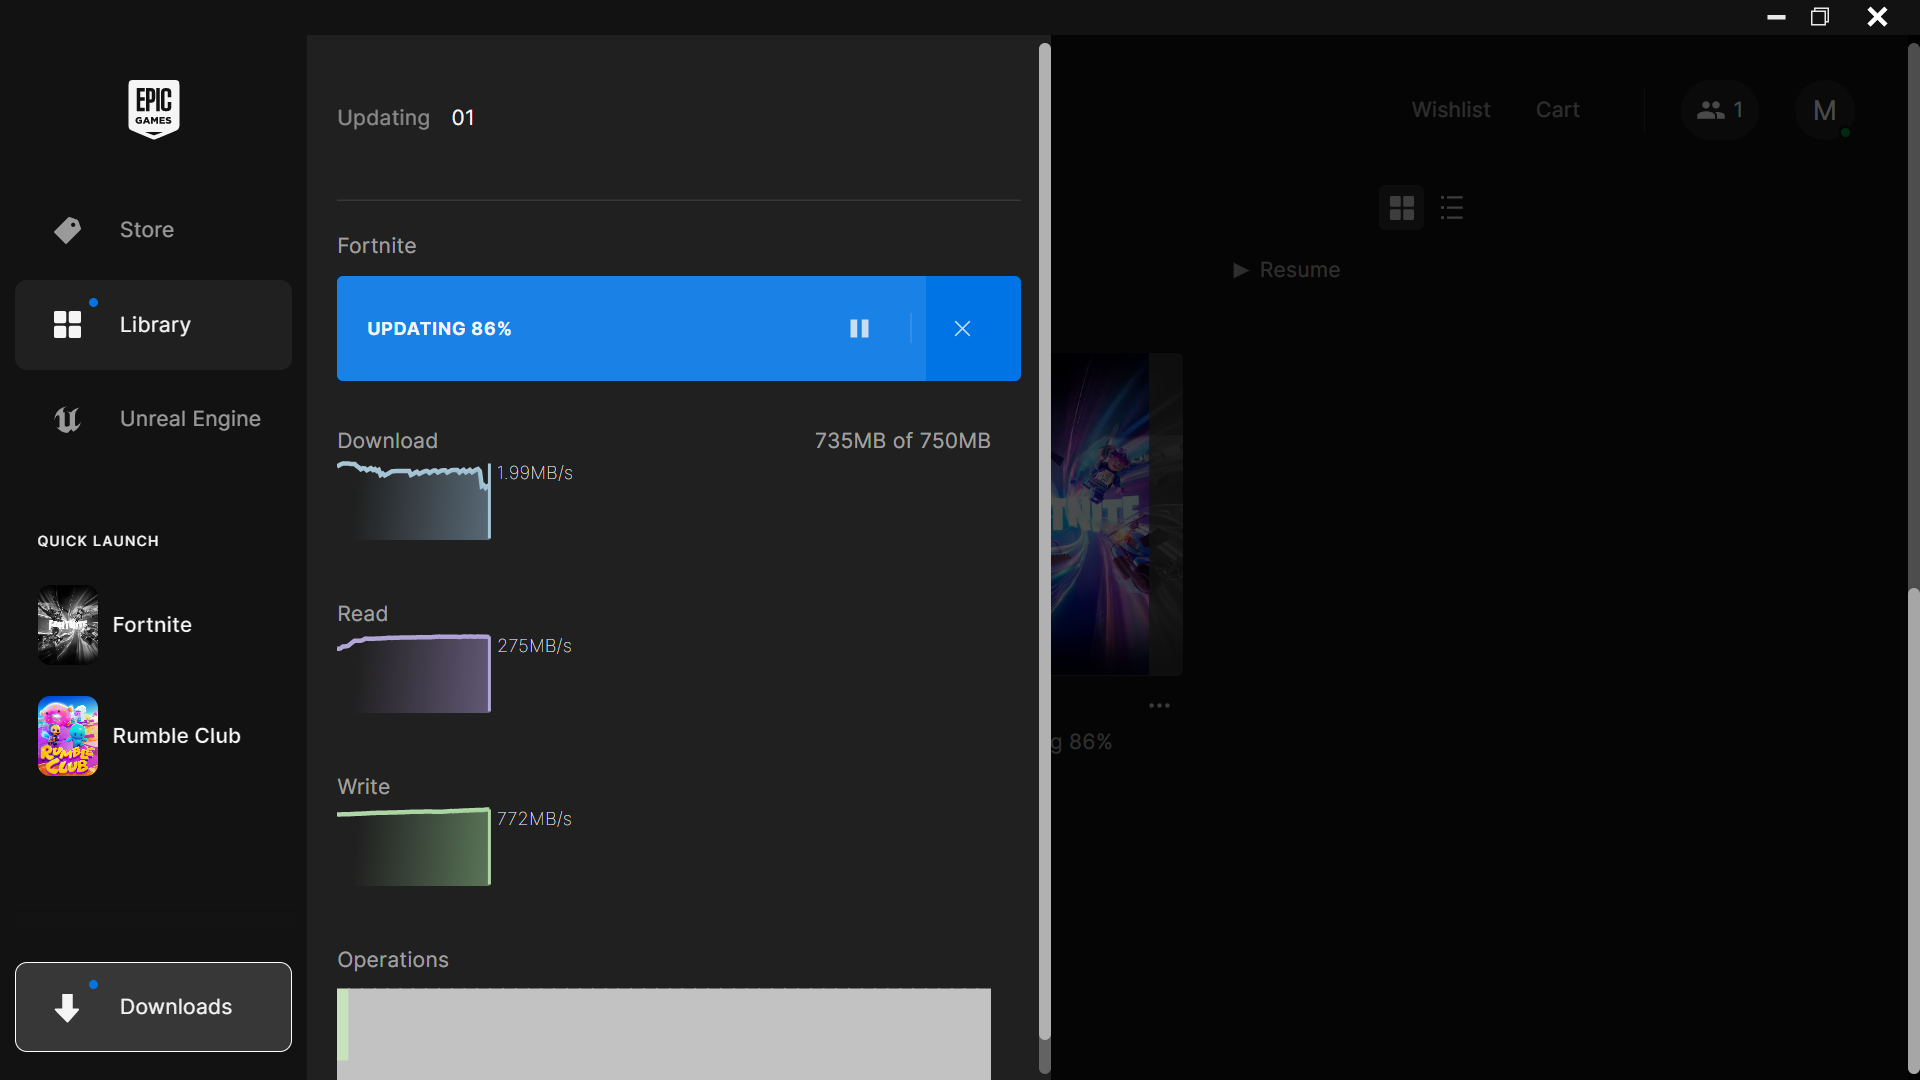 EPIC
GAMES
Store
Library
Unreal Engine
QUICK LAUNCH
Fortnite
Rumble Club
Downloads
Updating 01
Fortnite
UPDATING 86%
Download 735MB of 750MB
1.99MB/s
Read
275MB/s
Write
772MB/s
Operations
Wishlist Cart 1 M
Resume
g 86%